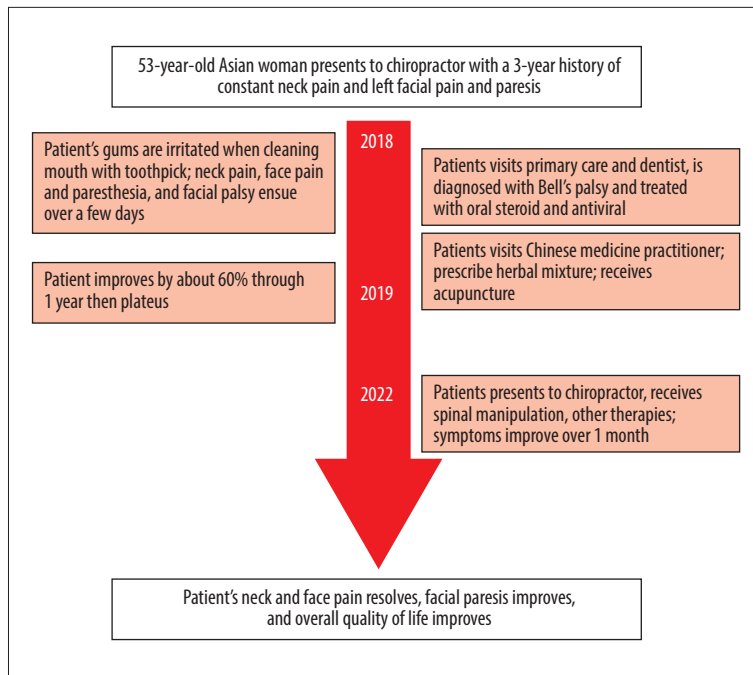 53-year-old Asian woman presents to chiropractor with a 3-year history of
constant neck pain and left facial pain and paresis
2018
Patient's gums are irritated when cleaning
mouth with toothpick; neck pain, face pain
and paresthesia, and facial palsy ensue
over a few days
Patients visits primary care and dentist, is
diagnosed with Bell's palsy and treated
with oral steroid and antiviral
Patients visits Chinese medicine practitioner;
prescribe herbal mixture; receives
acupuncture
Patient improves by about 60% through
1 year then plateus
2019
2022
Patients presents to chiropractor, receives
spinal manipulation, other therapies;
symptoms improve over 1 month
Patient's neck and face pain resolves, facial paresis improves,
and overall quality of life improves